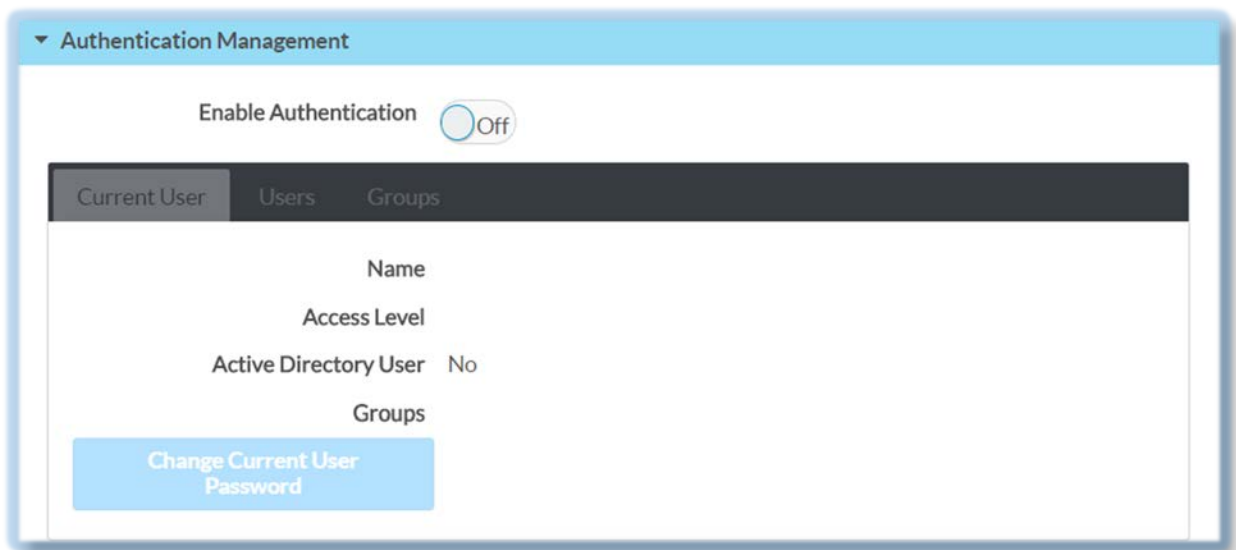 Authentication Management
Enable Authentication Off
Current User Users Groups
Name
Access Level
Active Directory User No
Groups
Change Current User
Password